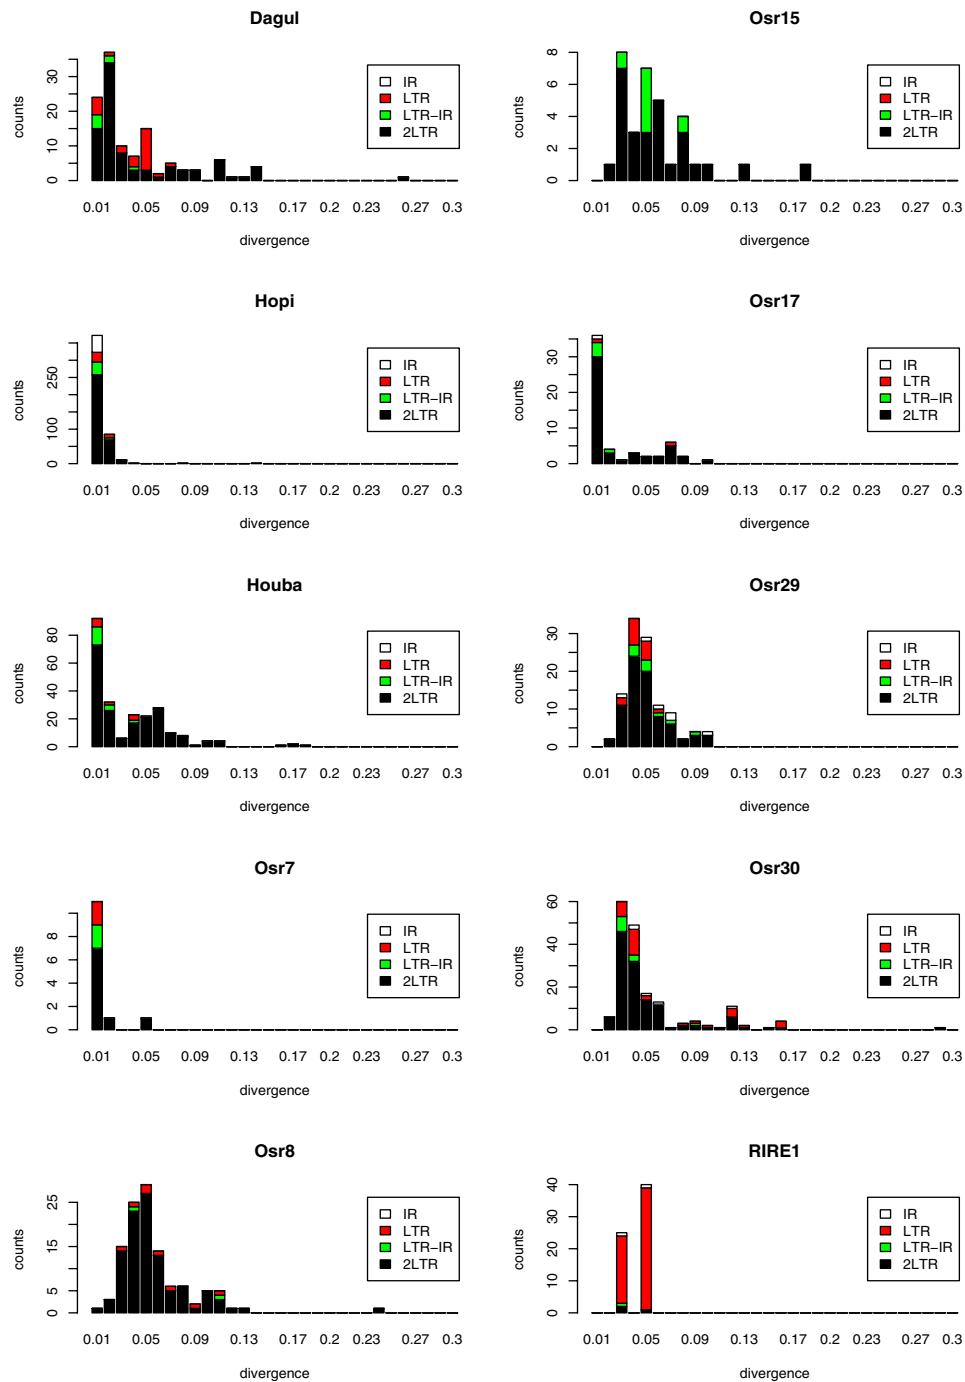 Dagul
counts
0 10 20 30
IR
LTR
LTR−IR
2LTR
0.01 0.05 0.09 0.13 0.17 0.2 0.23 0.27 0.3
divergence
Osr15
counts
0 2 4 6 8
IR
LTR
LTR−IR
2LTR
0.01 0.05 0.09 0.13 0.17 0.2 0.23 0.27 0.3
divergence
Hopi
counts
0 100 250
IR
LTR
LTR−IR
2LTR
0.01 0.05 0.09 0.13 0.17 0.2 0.23 0.27 0.3
divergence
Osr17
counts
0 10 20 30
IR
LTR
LTR−IR
2LTR
0.01 0.05 0.09 0.13 0.17 0.2 0.23 0.27 0.3
divergence
Houba
counts
0 20 40 60 80
IR
LTR
LTR−IR
2LTR
0.01 0.05 0.09 0.13 0.17 0.2 0.23 0.27 0.3
divergence
Osr29
counts
0 10 20 30
IR
LTR
LTR−IR
2LTR
0.01 0.05 0.09 0.13 0.17 0.2 0.23 0.27 0.3
divergence
Osr7
counts
0 2 4 6 8
IR
LTR
LTR−IR
2LTR
0.01 0.05 0.09 0.13 0.17 0.2 0.23 0.27 0.3
divergence
Osr30
counts
0 20 40 60
IR
LTR
LTR−IR
2LTR
0.01 0.05 0.09 0.13 0.17 0.2 0.23 0.27 0.3
divergence
Osr8
counts
0 5 15 25
IR
LTR
LTR−IR
2LTR
0.01 0.05 0.09 0.13 0.17 0.2 0.23 0.27 0.3
divergence
RIRE1
counts
0 10 20 30 40
IR
LTR
LTR−IR
2LTR
0.01 0.05 0.09 0.13 0.17 0.2 0.23 0.27 0.3
divergence